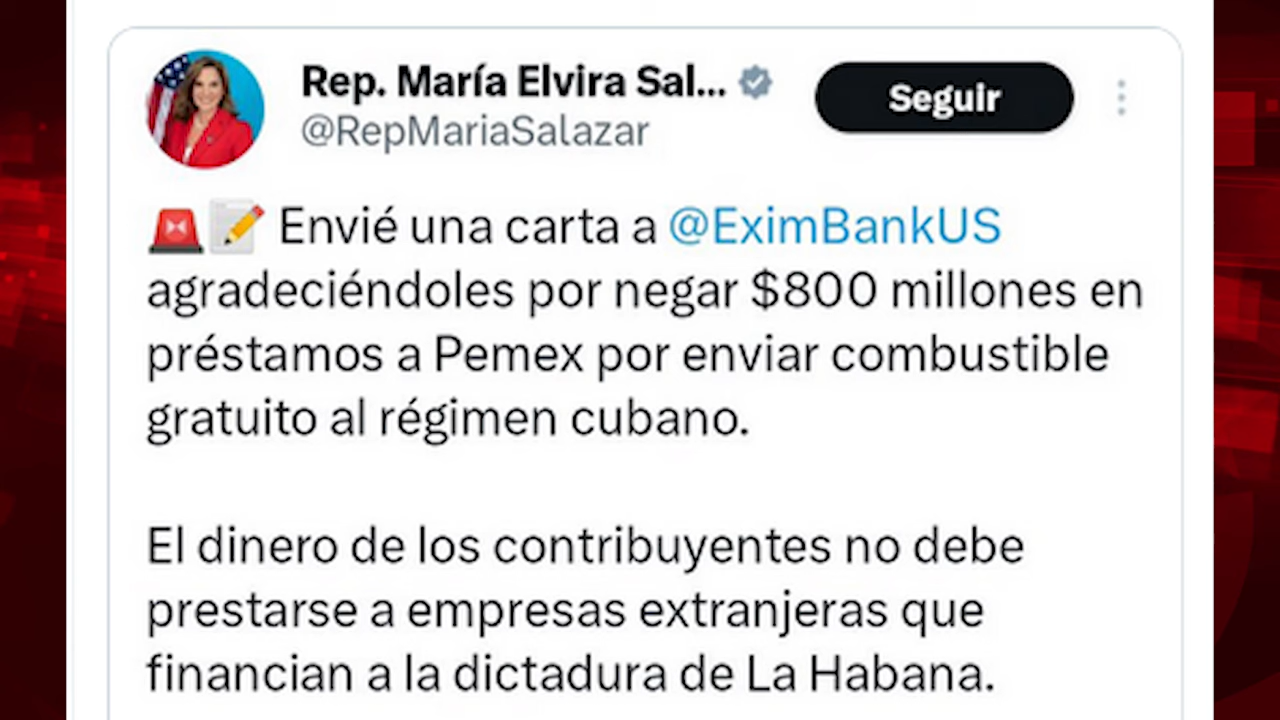 Rep. María Elvira Sal...
Seguir
@RepMariaSalazar
🚨📝 Envié una carta a @EximBankUS
agradeciéndoles por negar $800 millones en
préstamos a Pemex por enviar combustible
gratuito al régimen cubano.
El dinero de los contribuyentes no debe
prestarse a empresas extranjeras que
financian a la dictadura de La Habana.